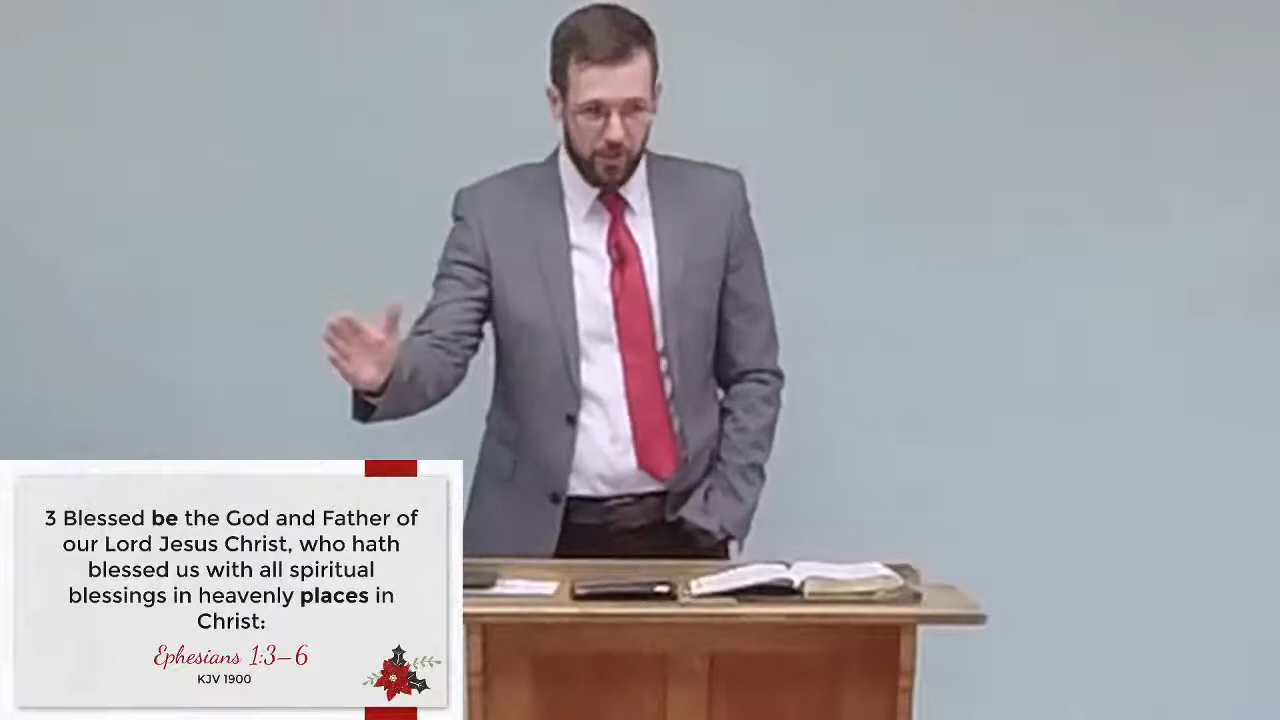 3 Blessed be the God and Father of
our Lord Jesus Christ, who hath
blessed us with all spiritual
blessings in heavenly places in
Christ:
Ephesians 1:3–6
KJV 1900